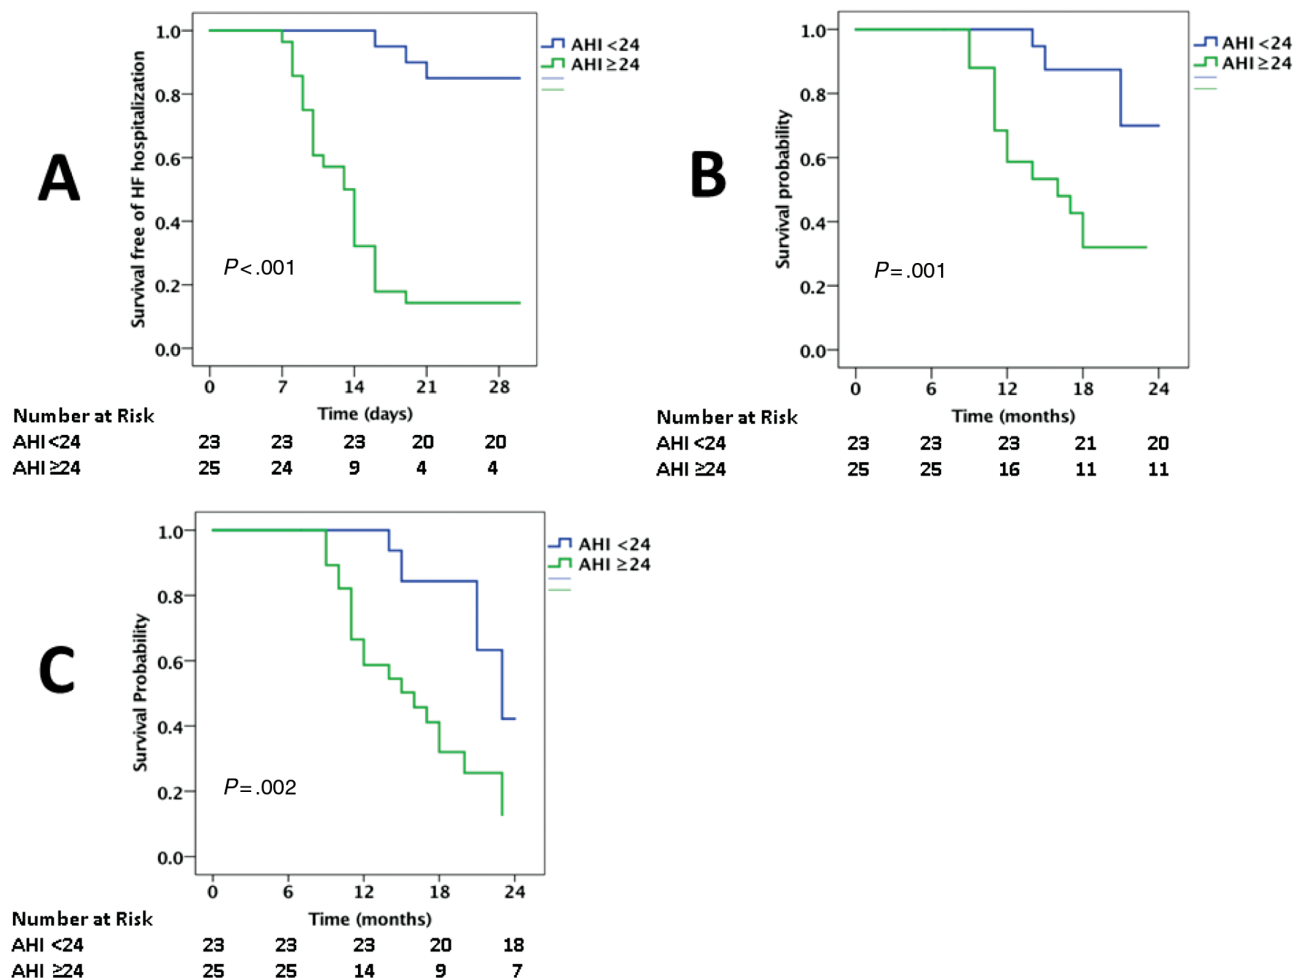 A
Survival free of HF hospitalization
1.0
0.8
0.6
0.4
0.2
0.0
P< .001
AHI <24
AHI ≥24
0 7 14 21 28
Time (days)
Number at Risk
AHI <24 23 23 23 20 20
AHI ≥24 25 24 9 4 4
B
Survival probability
1.0
0.8
0.6
0.4
0.2
0.0
P= .001
AHI <24
AHI ≥24
0 6 12 18 24
Time (months)
Number at Risk
AHI <24 23 23 23 21 20
AHI ≥24 25 25 16 11 11
C
Survival Probability
1.0
0.8
0.6
0.4
0.2
0.0
P= .002
AHI <24
AHI ≥24
0 6 12 18 24
Time (months)
Number at Risk
AHI <24 23 23 23 20 18
AHI ≥24 25 25 14 9 7